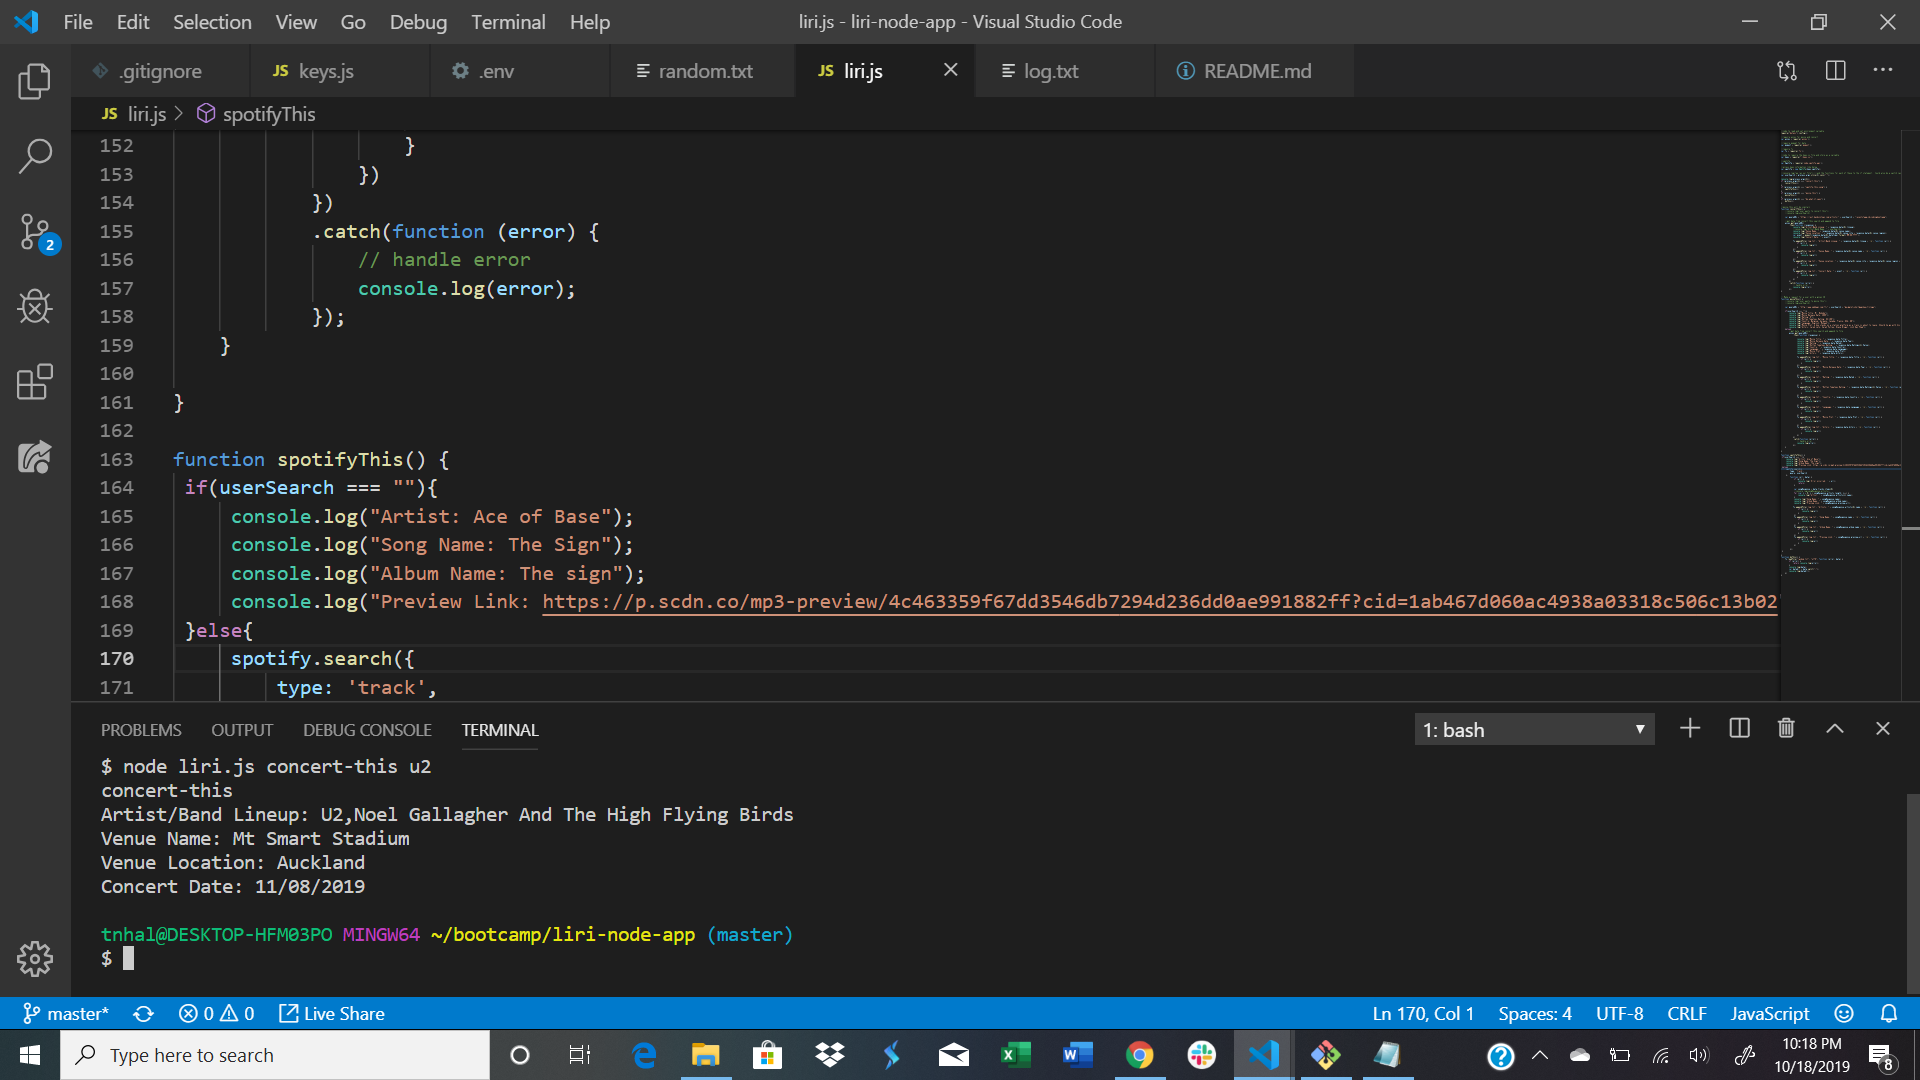 File Edit Selection View Go Debug Terminal Help
liri.js - liri-node-app - Visual Studio Code
.gitignore
JS keys.js
.env
random.txt
JS liri.js
log.txt
README.md
JS liri.js > spotifyThis
152 }
153 })
154 })
155 .catch(function (error) {
156 // handle error
157 console.log(error);
158 });
159 }
160
161 }
162
163 function spotifyThis() {
164 if(userSearch === ""){
165 console.log("Artist: Ace of Base");
166 console.log("Song Name: The Sign");
167 console.log("Album Name: The sign");
168 console.log("Preview Link: https://p.scdn.co/mp3-preview/4c463359f67dd3546db7294d236dd0ae991882ff?cid=1ab467d060ac4938a03318c506c13b02
169 }else{
170 spotify.search({
171 type: 'track',
2
PROBLEMS OUTPUT DEBUG CONSOLE TERMINAL
1: bash
$ node liri.js concert-this u2
concert-this
Artist/Band Lineup: U2,Noel Gallagher And The High Flying Birds
Venue Name: Mt Smart Stadium
Venue Location: Auckland
Concert Date: 11/08/2019
tnhal@DESKTOP-HFM03PO MINGW64 ~/bootcamp/liri-node-app (master)
$
master* 0 0 Live Share
Ln 170, Col 1 Spaces: 4 UTF-8 CRLF JavaScript
Type here to search
10:18 PM
10/18/2019
8